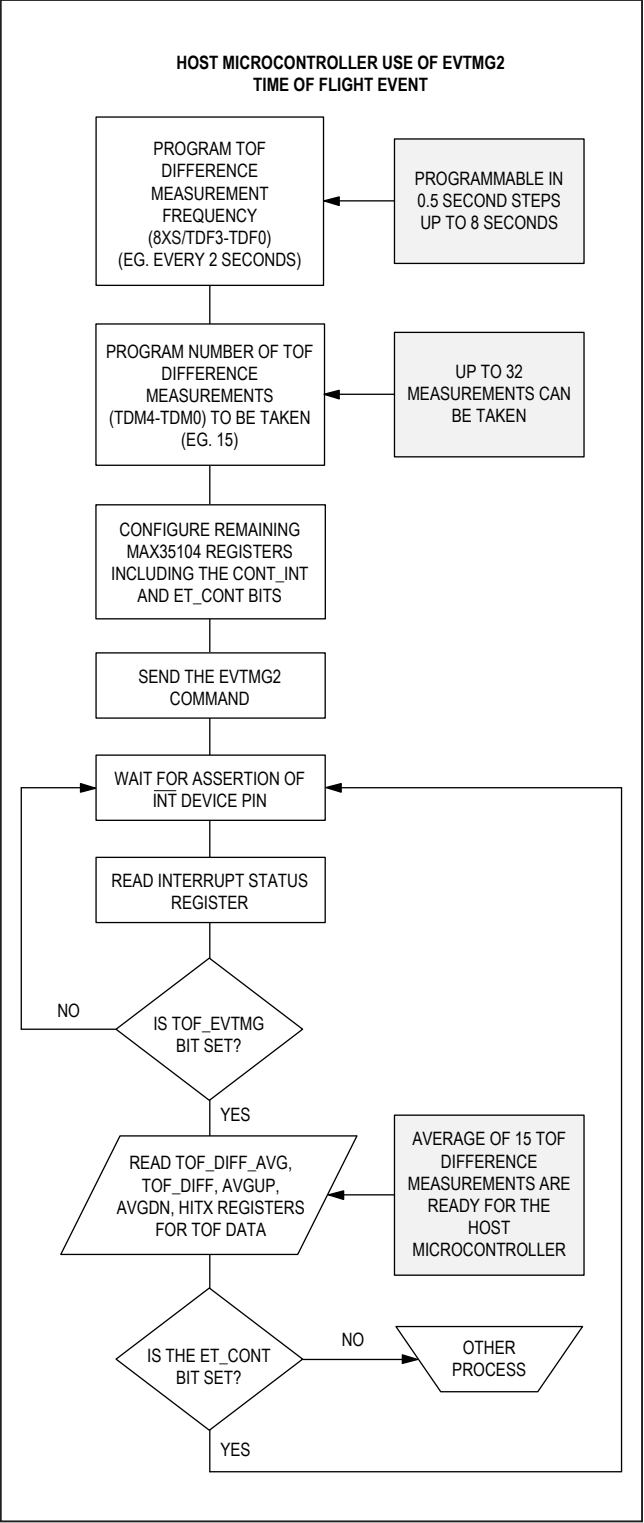 HOST MICROCONTROLLER USE OF EVTMG2
TIME OF FLIGHT EVENT
PROGRAM TOF
DIFFERENCE
MEASUREMENT
FREQUENCY
(8XS/TDF3-TDF0)
(EG. EVERY 2 SECONDS)
PROGRAMMABLE IN
0.5 SECOND STEPS
UP TO 8 SECONDS
PROGRAM NUMBER OF TOF
DIFFERENCE
MEASUREMENTS
(TDM4-TDM0) TO BE TAKEN
(EG. 15)
UP TO 32
MEASUREMENTS CAN
BE TAKEN
CONFIGURE REMAINING
MAX35104 REGISTERS
INCLUDING THE CONT_INT
AND ET_CONT BITS
SEND THE EVTMG2
COMMAND
WAIT FOR ASSERTION OF
INT DEVICE PIN
READ INTERRUPT STATUS
REGISTER
NO
IS TOF_EVTMG
BIT SET?
YES
READ TOF_DIFF_AVG,
TOF_DIFF, AVGUP,
AVGDN, HITX REGISTERS
FOR TOF DATA
AVERAGE OF 15 TOF
DIFFERENCE
MEASUREMENTS ARE
READY FOR THE
HOST
MICROCONTROLLER
IS THE ET_CONT
BIT SET?
NO
OTHER
PROCESS
YES